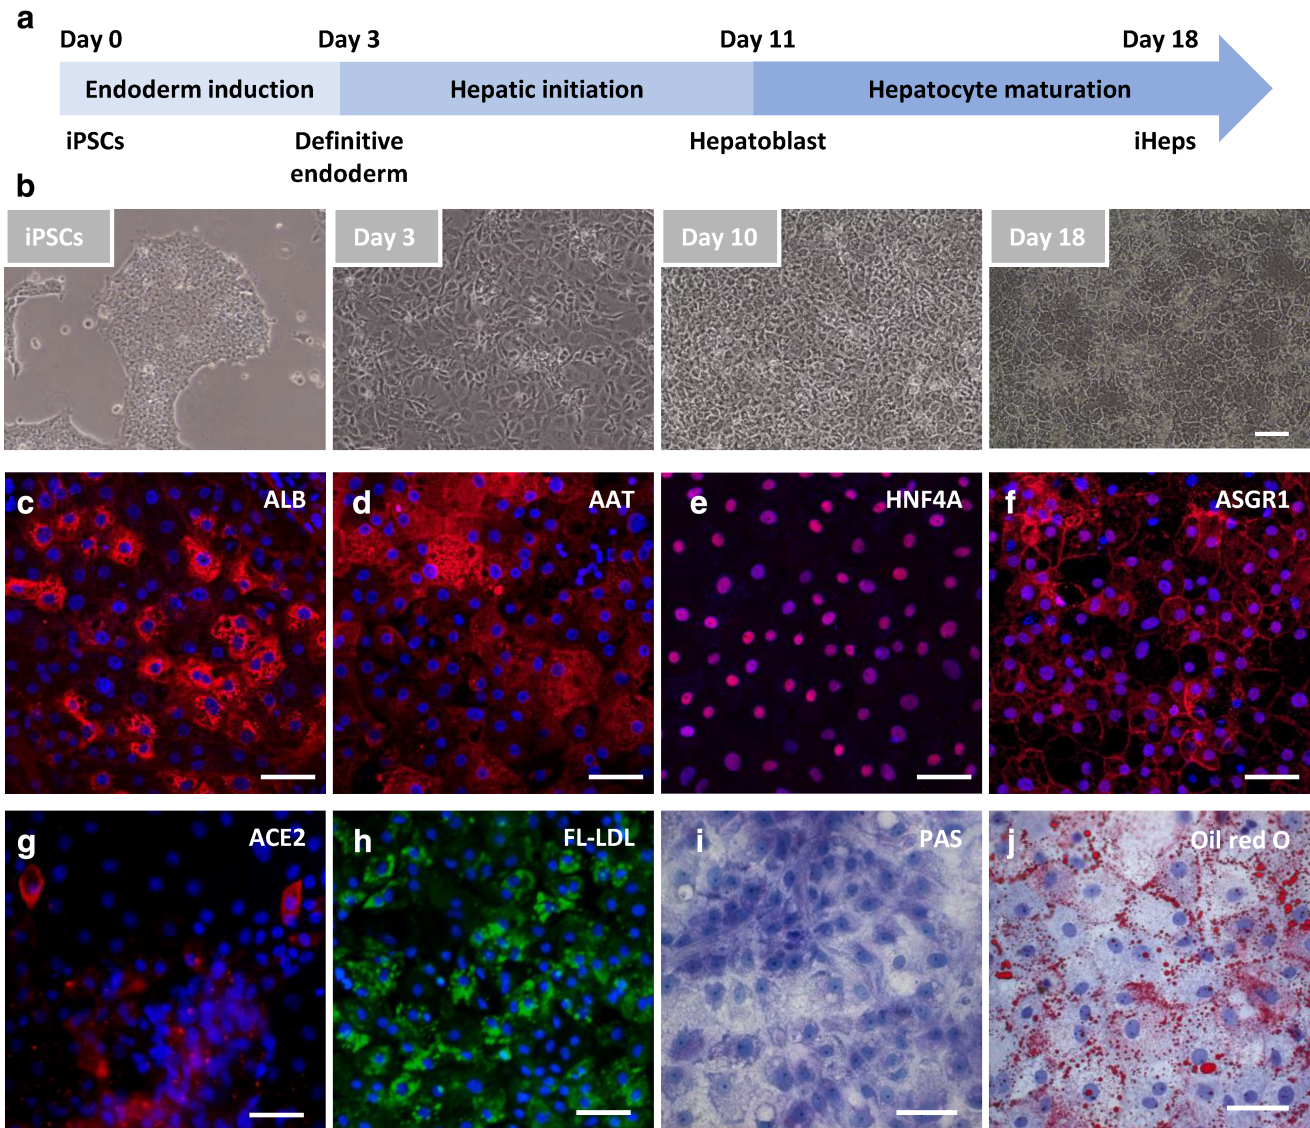 a
Day 0 Day 3 Day 11 Day 18
Endoderm induction Hepatic initiation Hepatocyte maturation
iPSCs Definitive endoderm Hepatoblast iHeps
b
iPSCs Day 3 Day 10 Day 18
c ALB d AAT e HNF4A f ASGR1
g ACE2 h FL-LDL i PAS j Oil red O